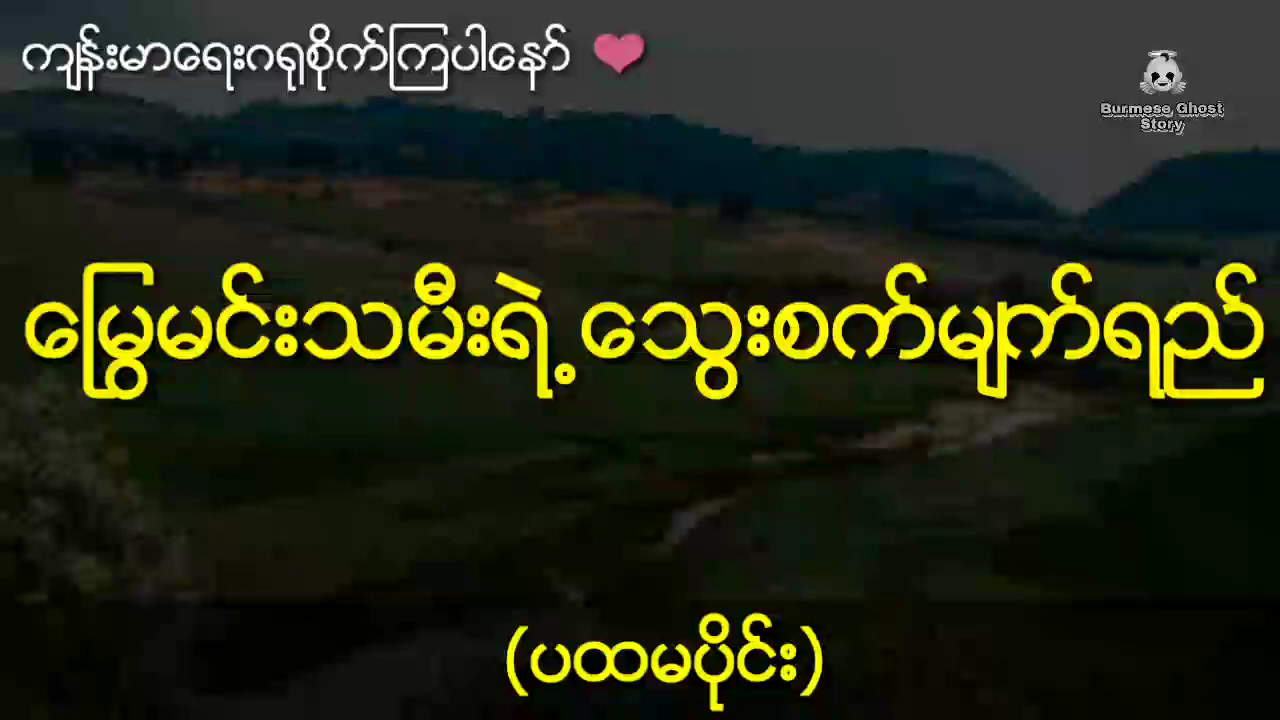 ကျန်းမာရေးဂရုစိုက်ကြပါနော် ❤
Burmese Ghost
Story
မြွေမင်းသမီးရဲ့ သွေးစက်မျက်ရည်
(ပထမပိုင်း)